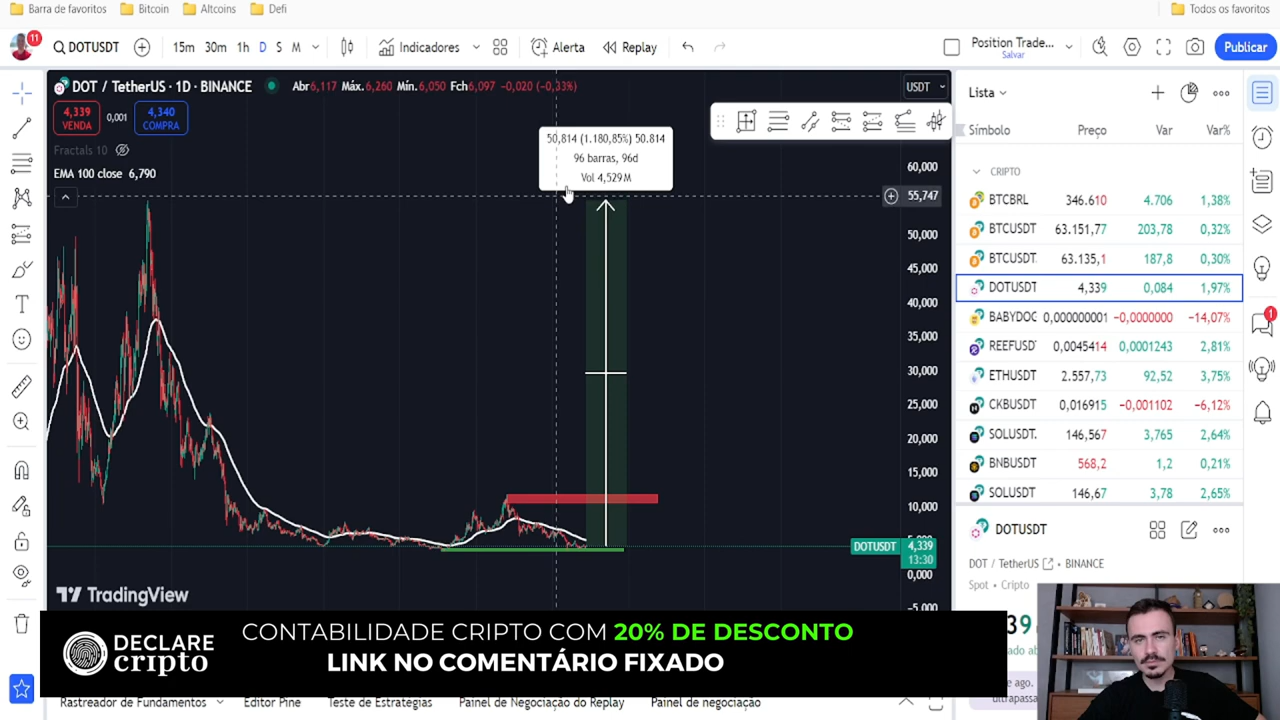 Barra de favoritos
Bitcoin
Altcoins
Defi
Todos os favoritos
11
DOTUSDT
15m 30m 1h D S M
Indicadores
Alerta
Replay
Position Trade...
Salvar
Publicar
DOT / TetherUS · 1D · BINANCE
Abr6,117 Máx.6,260 Mín.6,050 Fch6,097 -0,020 (-0,33%)
USDT
4,339
VENDA
0,001
4,340
COMPRA
Fractals 10
EMA 100 close 6,790
50,814 (1.180,85%) 50.814
96 barras, 96d
Vol 4,529 M
60,000
55,747
50,000
45,000
40,000
35,000
30,000
25,000
20,000
15,000
10,000
DOTUSDT 4,339
13:30
0,000
TradingView
Lista
Símbolo Preço Var Var%
CRIPTO
BTCBRL 346.610 4.706 1,38%
BTCUSDT 63.151,77 203,78 0,32%
BTCUSDT. 63.135,1 187,8 0,30%
DOTUSDT 4,339 0,084 1,97%
BABYDOC 0,000000001 −0,0000000 −14,07%
REEFUSD 0,0045414 0,0001243 2,81%
ETHUSDT 2.557,73 92,52 3,75%
CKBUSDT 0,016915 −0,001102 −6,12%
SOLUSDT. 146,567 3,765 2,64%
BNBUSDT 568,2 1,2 0,21%
SOLUSDT 146,67 3,78 2,65%
1
DOTUSDT
DOT / TetherUS BINANCE
Spot • Cripto
DECLARE
cripto
CONTABILIDADE CRIPTO COM 20% DE DESCONTO
LINK NO COMENTÁRIO FIXADO
Rastreador de Fundamentos
Editor Pine
Teste de Estratégias
Painel de Negociação do Replay
Painel de negociação